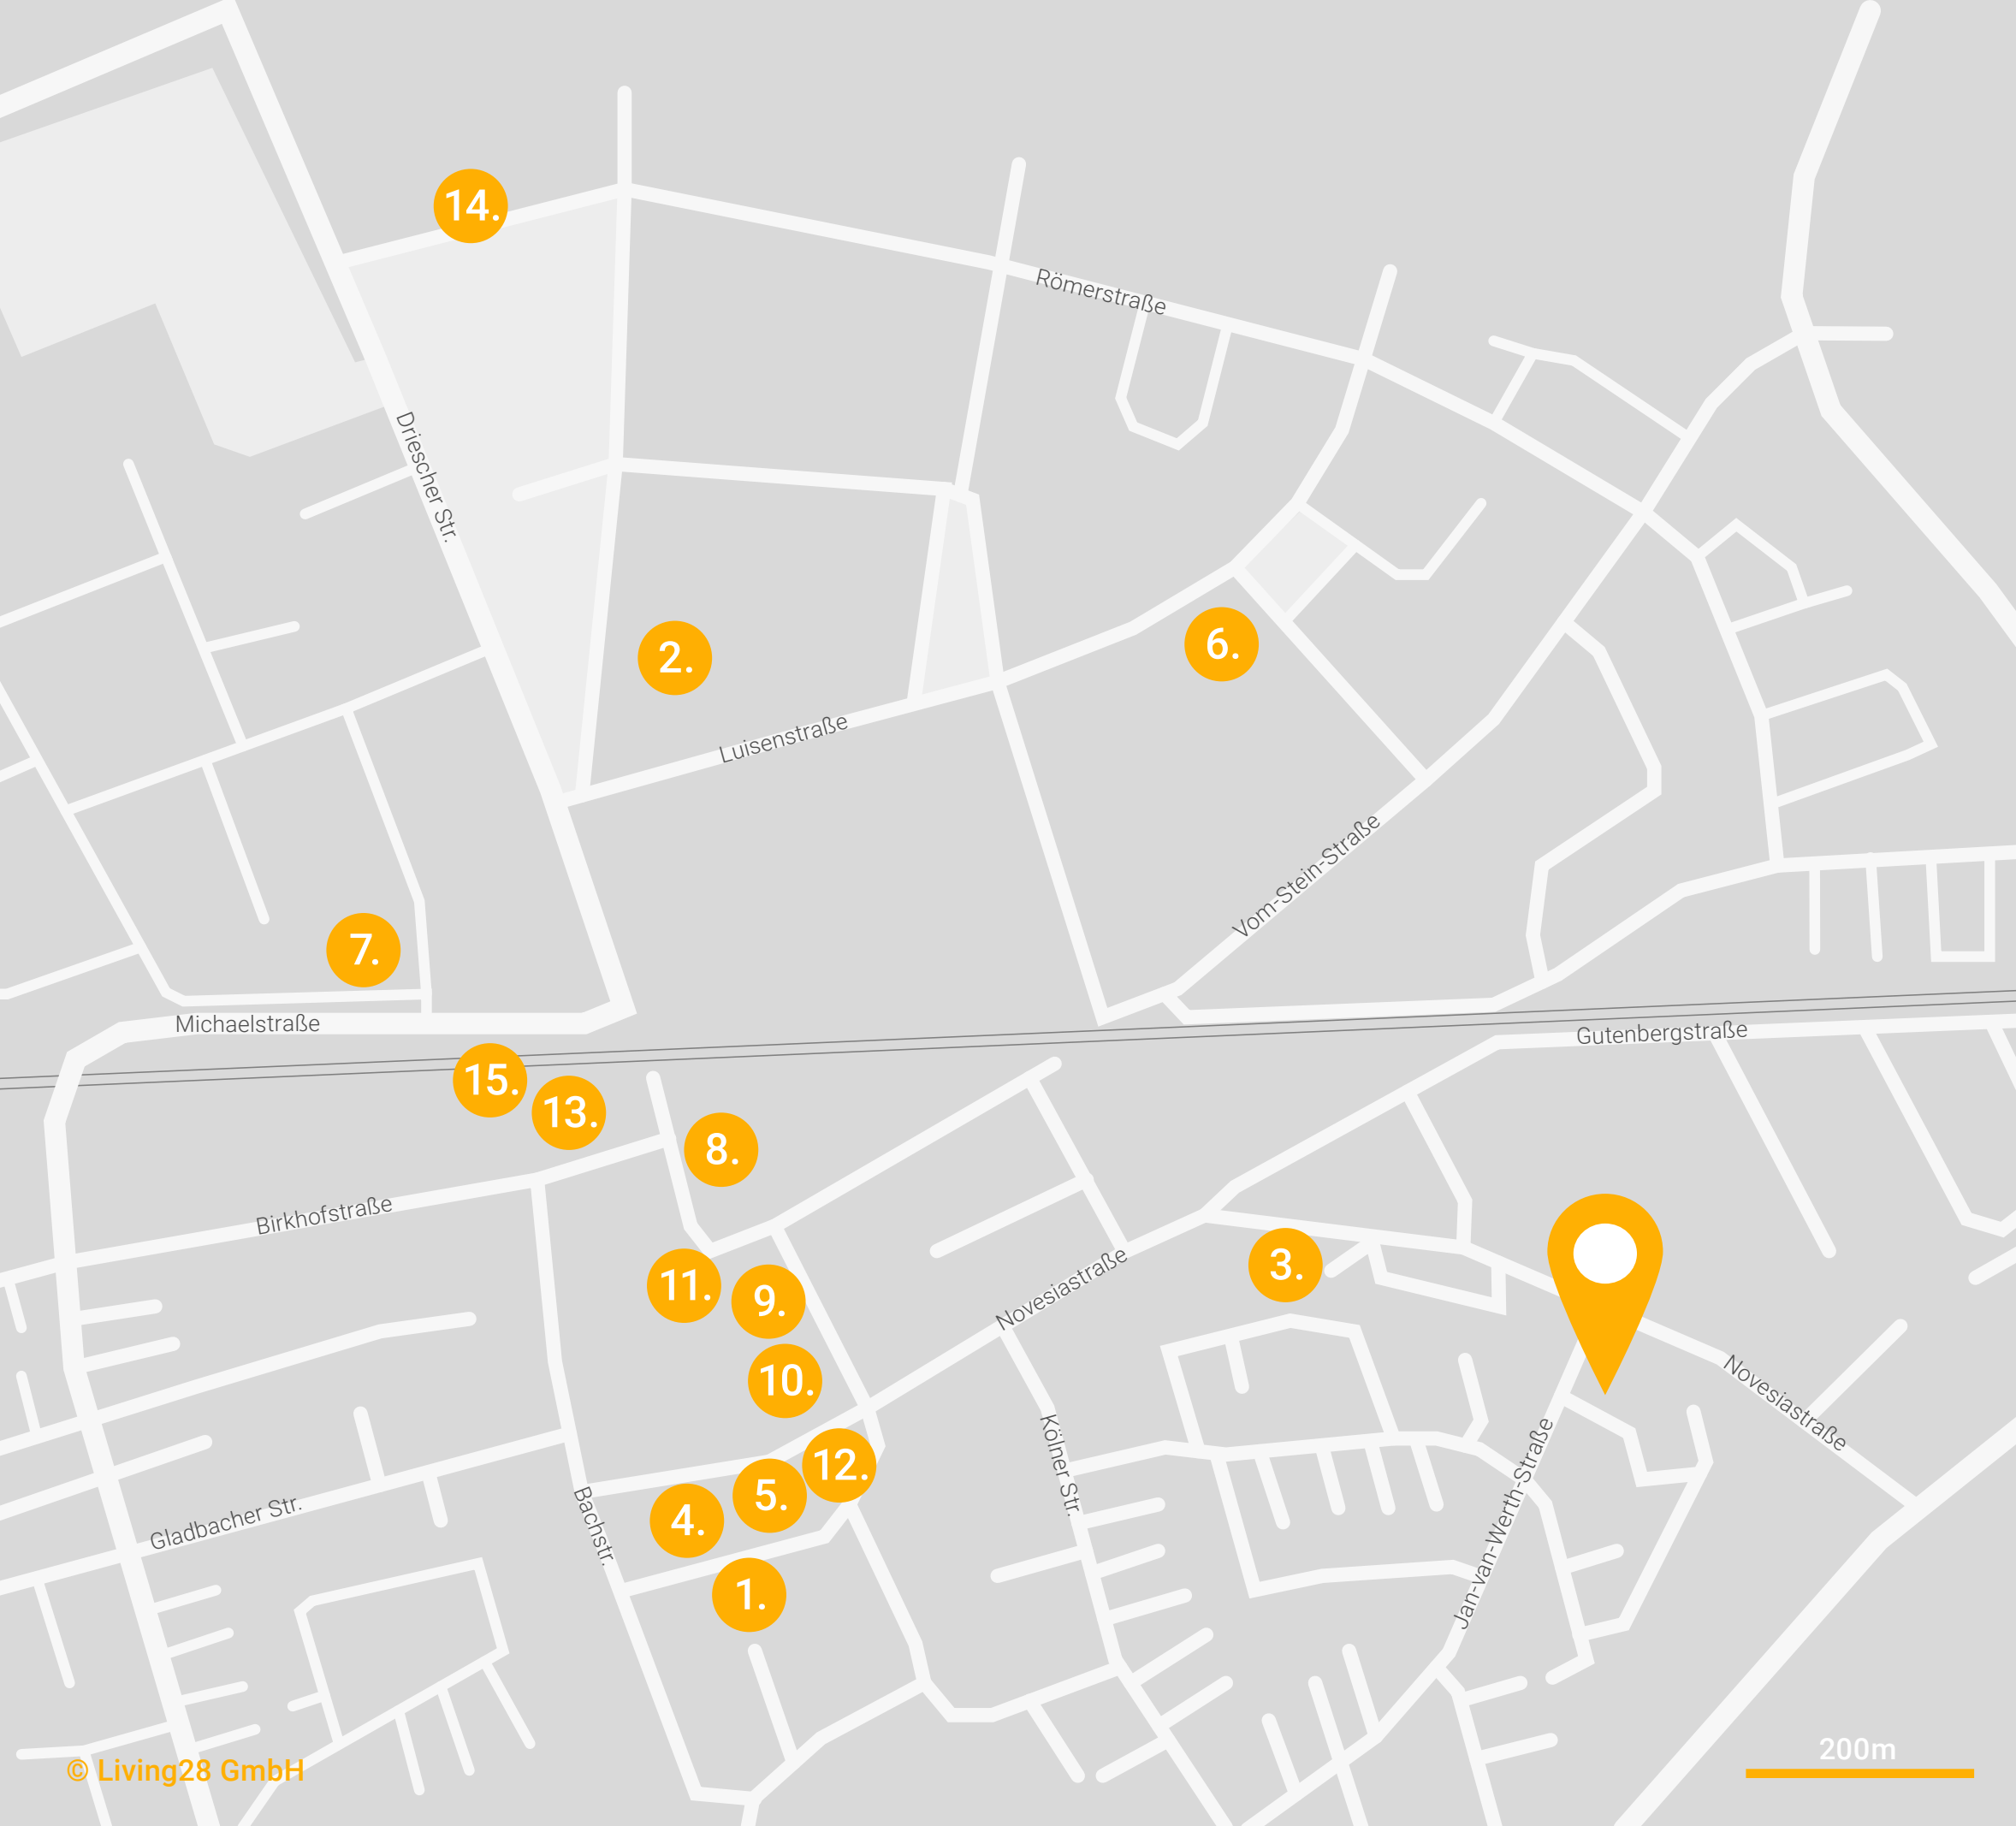 14.
Römerstraße
Driescher Str.
2.
6.
Luisenstraße
Vom-Stein-Straße
7.
Michaelstraße
Gutenbergstraße
15.
13.
8.
Birkhofstraße
3.
11.
9.
Novesiastraße
10.
Novesiastraße
12.
Kölner Str.
Jan-van-Werth-Straße
5.
4.
Gladbacher Str.
Bachstr.
1.
200m
© Living28 GmbH